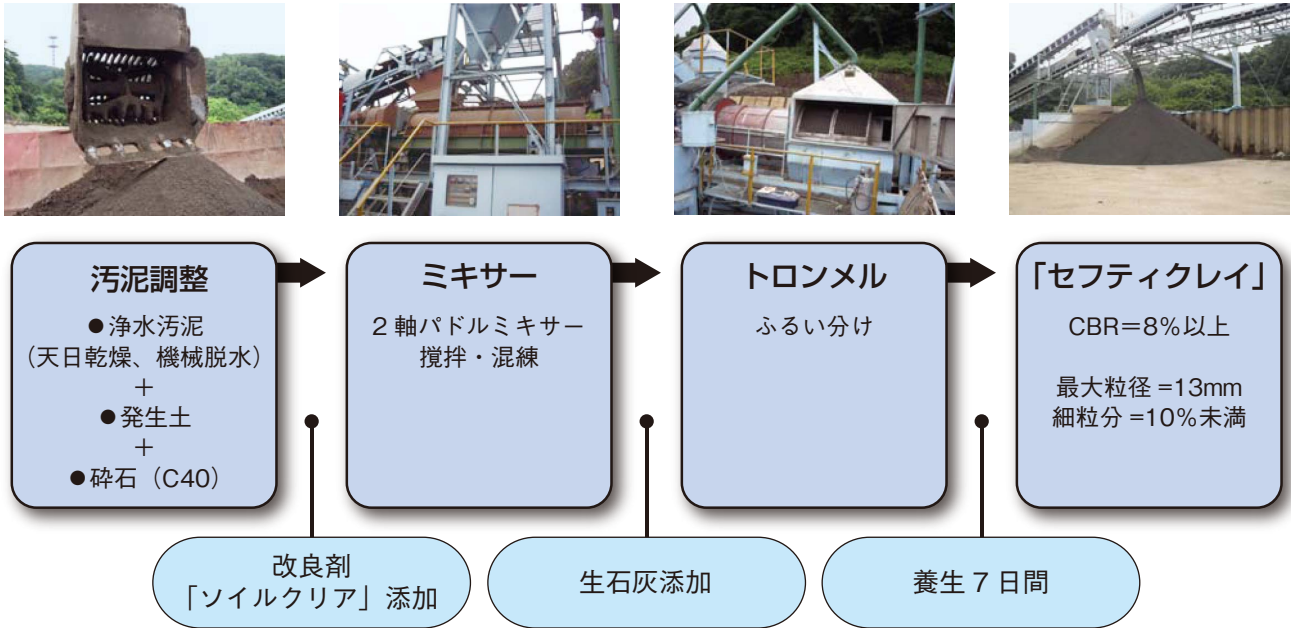 汚泥調整
●浄水汚泥
(天日乾燥、機械脱水)
+
●発生土
+
●砕石(C40)
改良剤
「ソイルクリア」添加
ミキサー
2軸パドルミキサー
撹拌・混練
生石灰添加
トロンメル
ふるい分け
養生7日間
「セフティクレイ」
CBR=8%以上
最大粒径=13mm
細粒分=10%未満